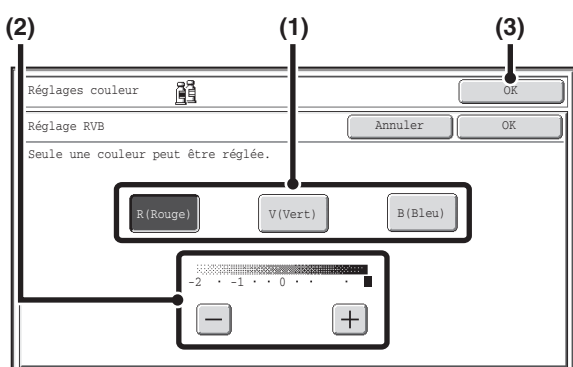 (2) (1) (3)
Réglages couleur OK
Réglage RVB Annuler OK
Seule une couleur peut être réglée.
R(Rouge) V(Vert) B(Bleu)
-2 · -1 · · 0 · · ·
− +